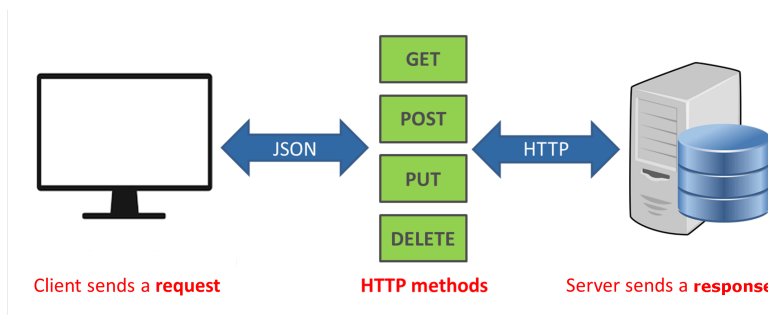 GET
POST
JSON
HTTP
PUT
DELETE
Client sends a request
HTTP methods
Server sends a response